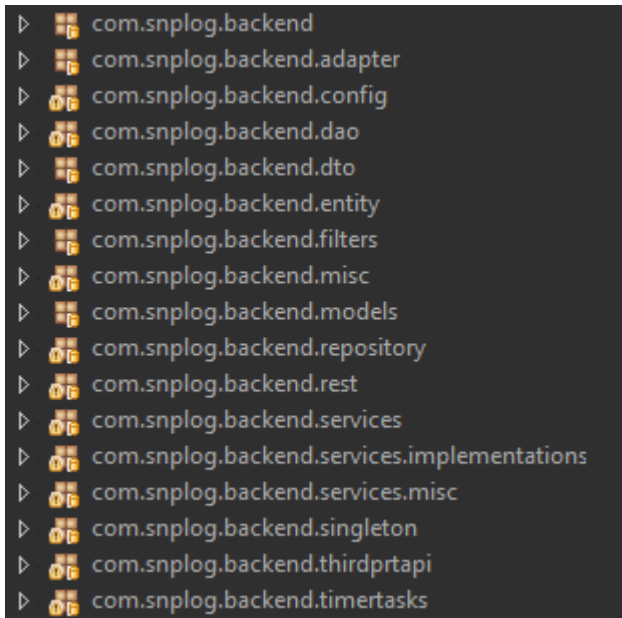 com.snplog.backend
com.snplog.backend.adapter
com.snplog.backend.config
com.snplog.backend.dao
com.snplog.backend.dto
com.snplog.backend.entity
com.snplog.backend.filters
com.snplog.backend.misc
com.snplog.backend.models
com.snplog.backend.repository
com.snplog.backend.rest
com.snplog.backend.services
com.snplog.backend.services.implementations
com.snplog.backend.services.misc
com.snplog.backend.singleton
com.snplog.backend.thirdprtapi
com.snplog.backend.timertasks